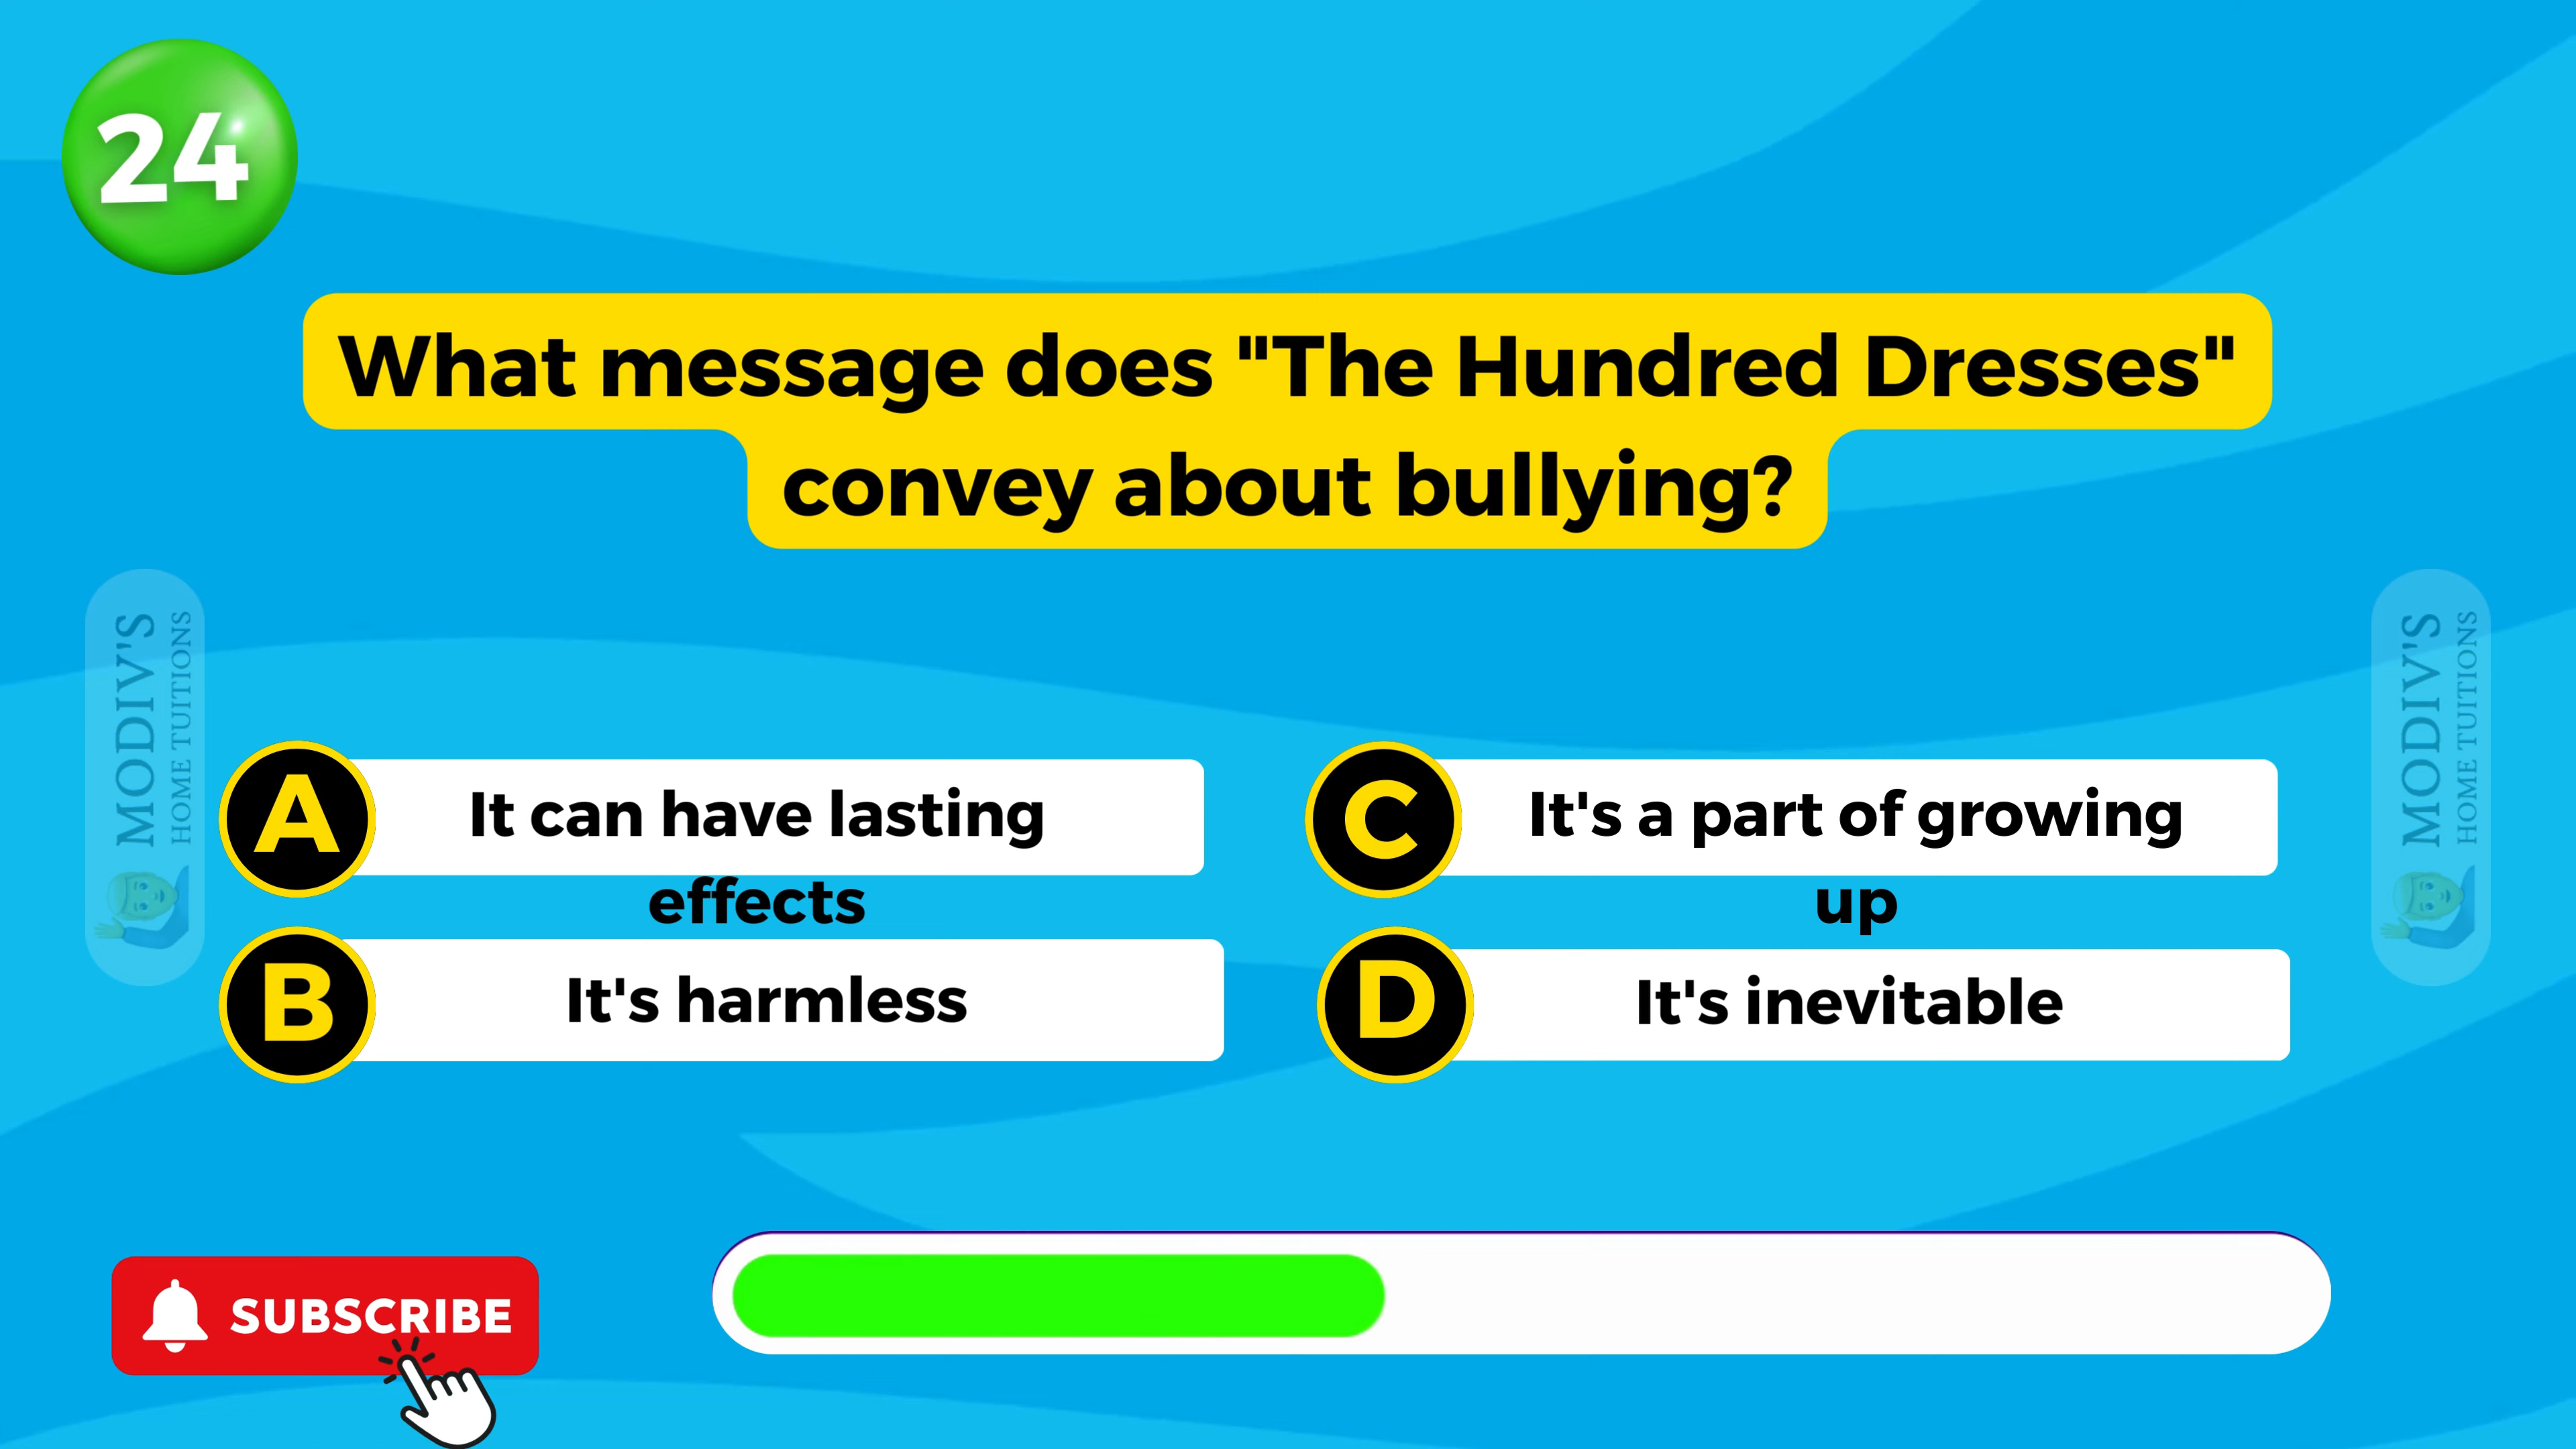 24
What message does "The Hundred Dresses"
convey about bullying?
MODIV'S
HOME TUITIONS
A
It can have lasting
effects
B
It's harmless
C
It's a part of growing
up
D
It's inevitable
MODIV'S
HOME TUITIONS
SUBSCRIBE